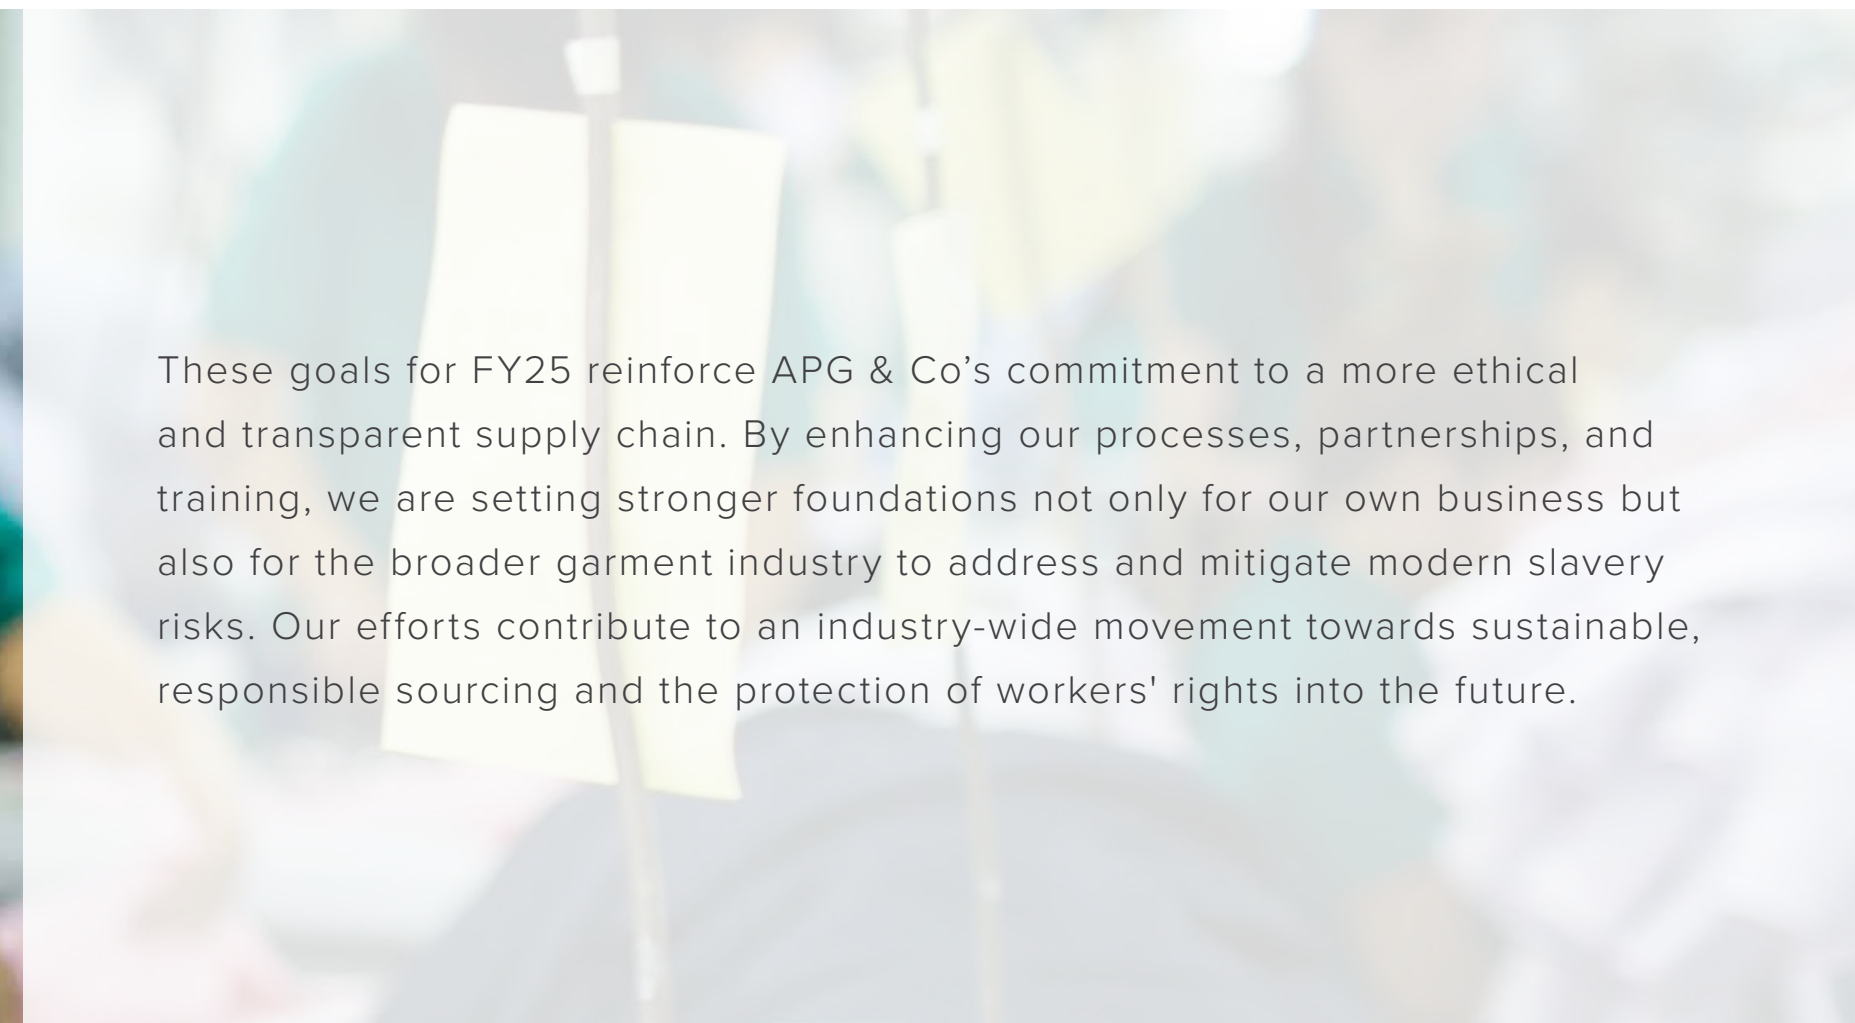 These goals for FY25 reinforce APG & Co’s commitment to a more ethical
and transparent supply chain. By enhancing our processes, partnerships, and
training, we are setting stronger foundations not only for our own business but
also for the broader garment industry to address and mitigate modern slavery
risks. Our efforts contribute to an industry-wide movement towards sustainable,
responsible sourcing and the protection of workers' rights into the future.